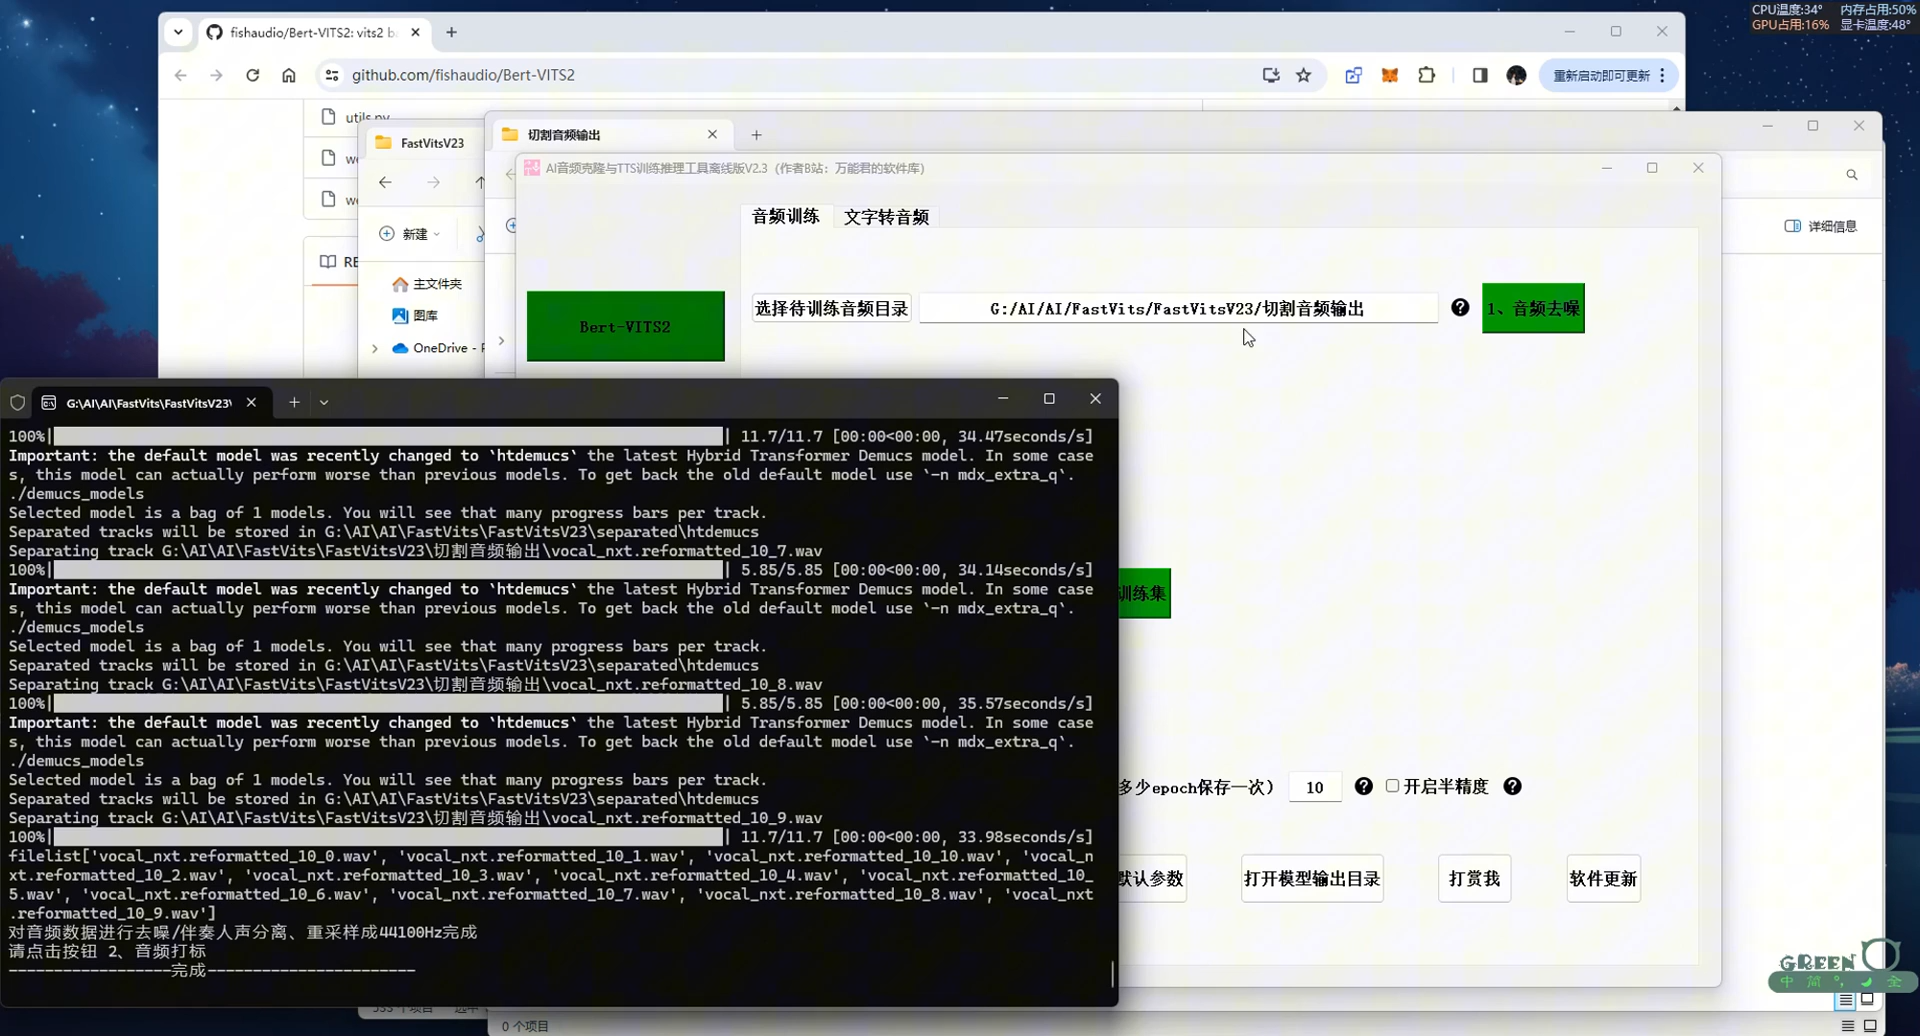 CPU温度:34° 内存占用:50%
GPU占用:16% 显卡温度:48°
fishaudio/Bert-VITS2: vits2 b
github.com/fishaudio/Bert-VITS2
重新启动即可更新
utils.py
FastVitsV23
切割音频输出
AI音频克隆与TTS训练推理工具离线版V2.3（作者B站：万能君的软件库）
音频训练 文字转音频
新建
详细信息
RE
主文件夹
图库
OneDrive - P
Bert-VITS2
选择待训练音频目录 G:/AI/AI/FastVits/FastVitsV23/切割音频输出 1、音频去噪
G:\AI\AI\FastVits\FastVitsV23\
100%| | 11.7/11.7 [00:00<00:00, 34.47seconds/s]
Important: the default model was recently changed to `htdemucs` the latest Hybrid Transformer Demucs model. In some case
s, this model can actually perform worse than previous models. To get back the old default model use `-n mdx_extra_q`.
./demucs_models
Selected model is a bag of 1 models. You will see that many progress bars per track.
Separated tracks will be stored in G:\AI\AI\FastVits\FastVitsV23\separated\htdemucs
Separating track G:\AI\AI\FastVits\FastVitsV23\切割音频输出\vocal_nxt.reformatted_10_7.wav
100%| | 5.85/5.85 [00:00<00:00, 34.14seconds/s]
Important: the default model was recently changed to `htdemucs` the latest Hybrid Transformer Demucs model. In some case
s, this model can actually perform worse than previous models. To get back the old default model use `-n mdx_extra_q`.
./demucs_models
Selected model is a bag of 1 models. You will see that many progress bars per track.
Separated tracks will be stored in G:\AI\AI\FastVits\FastVitsV23\separated\htdemucs
Separating track G:\AI\AI\FastVits\FastVitsV23\切割音频输出\vocal_nxt.reformatted_10_8.wav
100%| | 5.85/5.85 [00:00<00:00, 35.57seconds/s]
Important: the default model was recently changed to `htdemucs` the latest Hybrid Transformer Demucs model. In some case
s, this model can actually perform worse than previous models. To get back the old default model use `-n mdx_extra_q`.
./demucs_models
Selected model is a bag of 1 models. You will see that many progress bars per track.
Separated tracks will be stored in G:\AI\AI\FastVits\FastVitsV23\separated\htdemucs
Separating track G:\AI\AI\FastVits\FastVitsV23\切割音频输出\vocal_nxt.reformatted_10_9.wav
100%| | 11.7/11.7 [00:00<00:00, 33.98seconds/s]
filelist['vocal_nxt.reformatted_10_0.wav', 'vocal_nxt.reformatted_10_1.wav', 'vocal_nxt.reformatted_10_10.wav', 'vocal_n
xt.reformatted_10_2.wav', 'vocal_nxt.reformatted_10_3.wav', 'vocal_nxt.reformatted_10_4.wav', 'vocal_nxt.reformatted_10_
5.wav', 'vocal_nxt.reformatted_10_6.wav', 'vocal_nxt.reformatted_10_7.wav', 'vocal_nxt.reformatted_10_8.wav', 'vocal_nxt
.reformatted_10_9.wav']
对音频数据进行去噪/伴奏人声分离、重采样成44100Hz完成
请点击按钮 2、音频打标
------------------完成-----------------------
训练集
多少epoch保存一次） 10 开启半精度
默认参数 打开模型输出目录 打赏我 软件更新
GREEN
中 简 °, 全
0 个项目